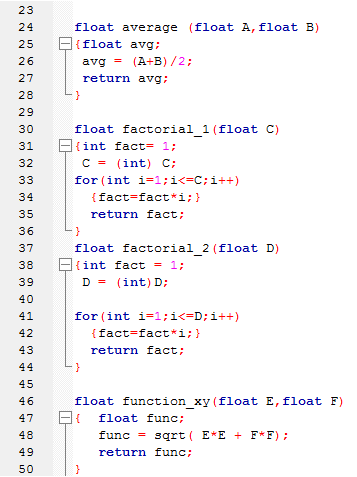 23
24 float average (float A,float B)
25 {float avg;
26 avg = (A+B)/2;
27 return avg;
28 }
29
30 float factorial_1(float C)
31 {int fact= 1;
32 C = (int) C;
33 for(int i=1;i<=C;i++)
34 {fact=fact*i;}
35 return fact;
36 }
37 float factorial_2(float D)
38 {int fact = 1;
39 D = (int)D;
40
41 for(int i=1;i<=D;i++)
42 {fact=fact*i;}
43 return fact;
44 }
45
46 float function_xy(float E,float F)
47 { float func;
48 func = sqrt( E*E + F*F);
49 return func;
50 }